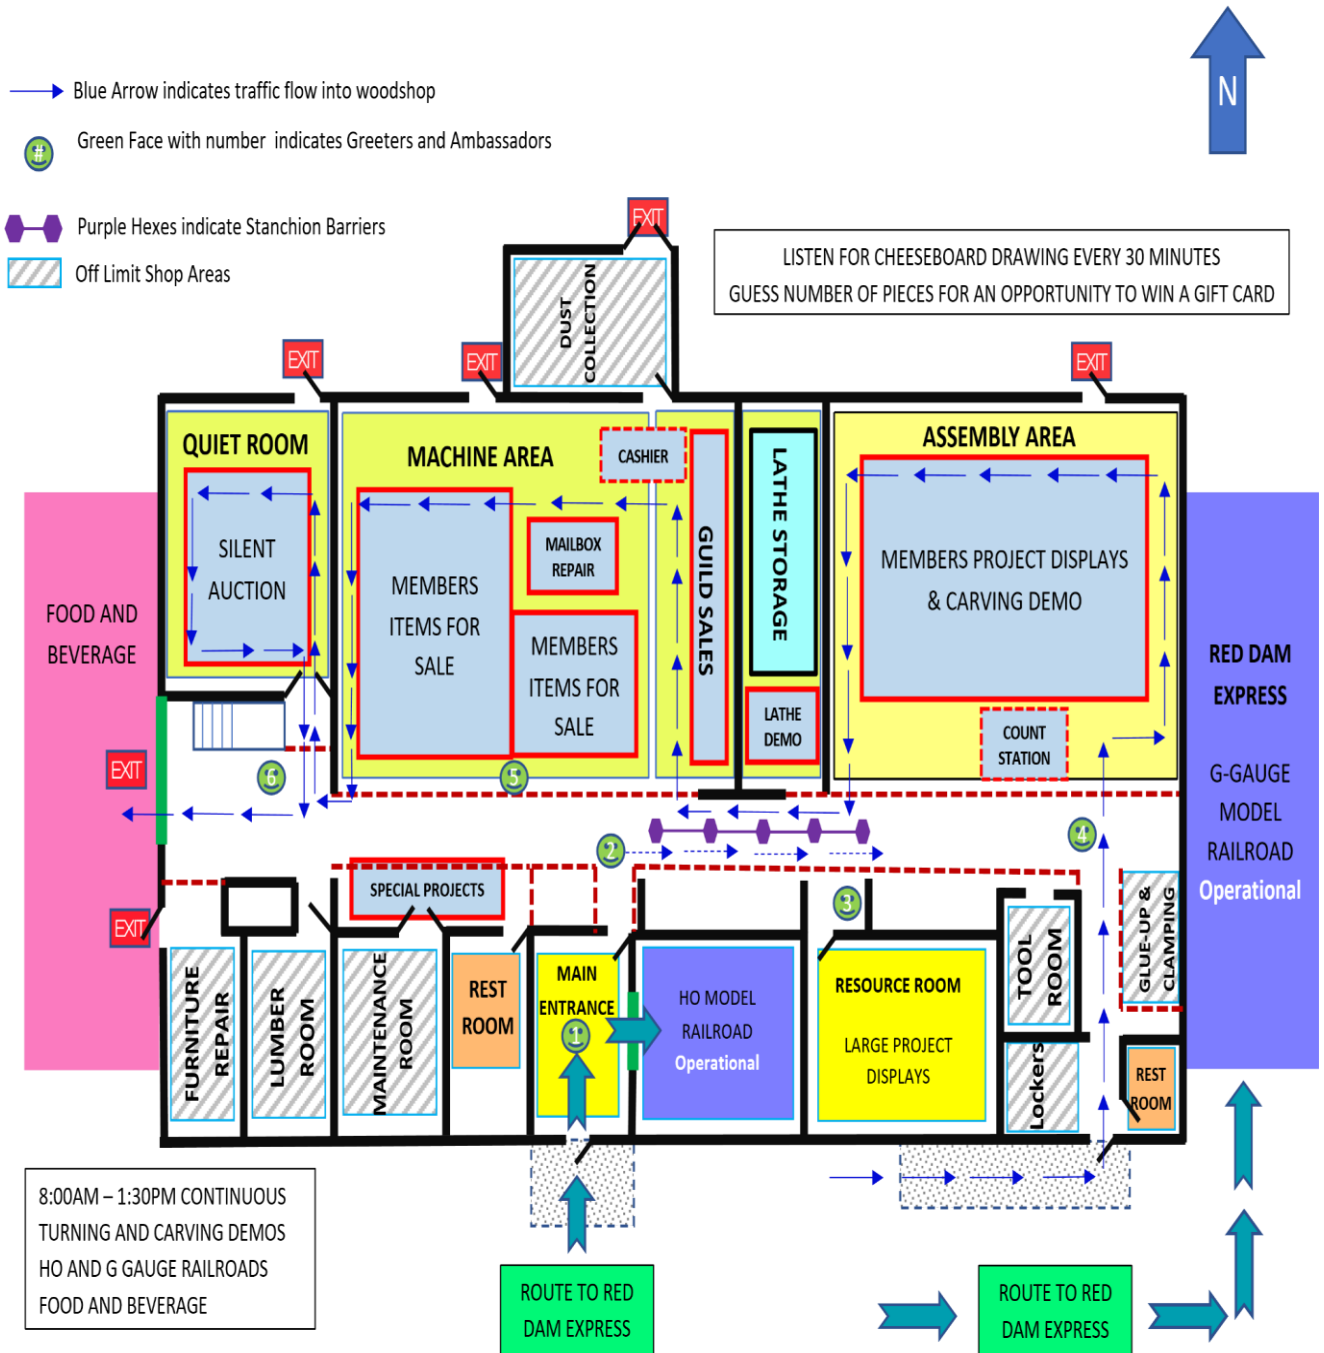 N
Blue Arrow indicates traffic flow into woodshop
#
Green Face with number  indicates Greeters and Ambassadors
Purple Hexes indicate Stanchion Barriers
Off Limit Shop Areas
EXIT
LISTEN FOR CHEESEBOARD DRAWING EVERY 30 MINUTES
GUESS NUMBER OF PIECES FOR AN OPPORTUNITY TO WIN A GIFT CARD
DUST
COLLECTION
EXIT
EXIT
EXIT
QUIET ROOM
MACHINE AREA
CASHIER
ASSEMBLY AREA
SILENT
AUCTION
MAILBOX
REPAIR
MEMBERS
ITEMS FOR
SALE
MEMBERS
ITEMS FOR
SALE
GUILD SALES
LATHE STORAGE
LATHE
DEMO
MEMBERS PROJECT DISPLAYS
& CARVING DEMO
COUNT
STATION
FOOD AND
BEVERAGE
RED DAM
EXPRESS
G-GAUGE
MODEL
RAILROAD
Operational
EXIT
6
5
2
4
3
EXIT
SPECIAL PROJECTS
FURNITURE
REPAIR
LUMBER
ROOM
MAINTENANCE
ROOM
REST
ROOM
MAIN
ENTRANCE
1
HO MODEL
RAILROAD
Operational
RESOURCE ROOM
LARGE PROJECT
DISPLAYS
TOOL
ROOM
Lockers
GLUE-UP &
CLAMPING
REST
ROOM
8:00AM – 1:30PM CONTINUOUS
TURNING AND CARVING DEMOS
HO AND G GAUGE RAILROADS
FOOD AND BEVERAGE
ROUTE TO RED
DAM EXPRESS
ROUTE TO RED
DAM EXPRESS